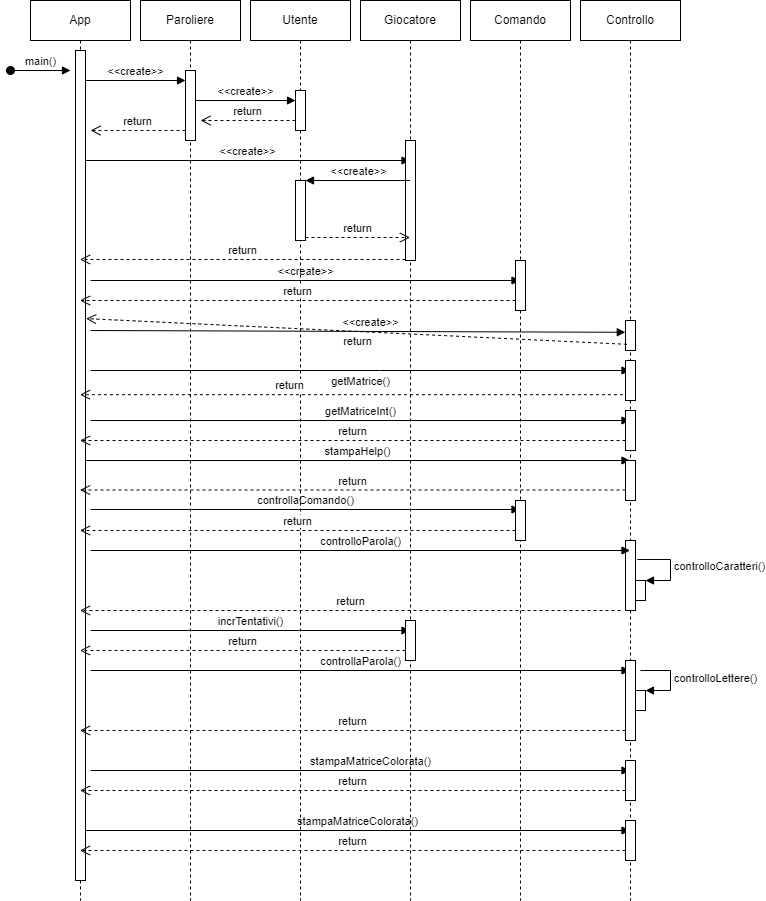 App
Paroliere
Utente
Giocatore
Comando
Controllo
main()
<<create>>
<<create>>
return
return
<<create>>
<<create>>
return
return
<<create>>
return
<<create>>
return
getMatrice()
return
getMatriceInt()
return
stampaHelp()
return
controllaComando()
return
controlloParola()
controlloCaratteri()
return
incrTentativi()
return
controllaParola()
controlloLettere()
return
stampaMatriceColorata()
return
stampaMatriceColorata()
return